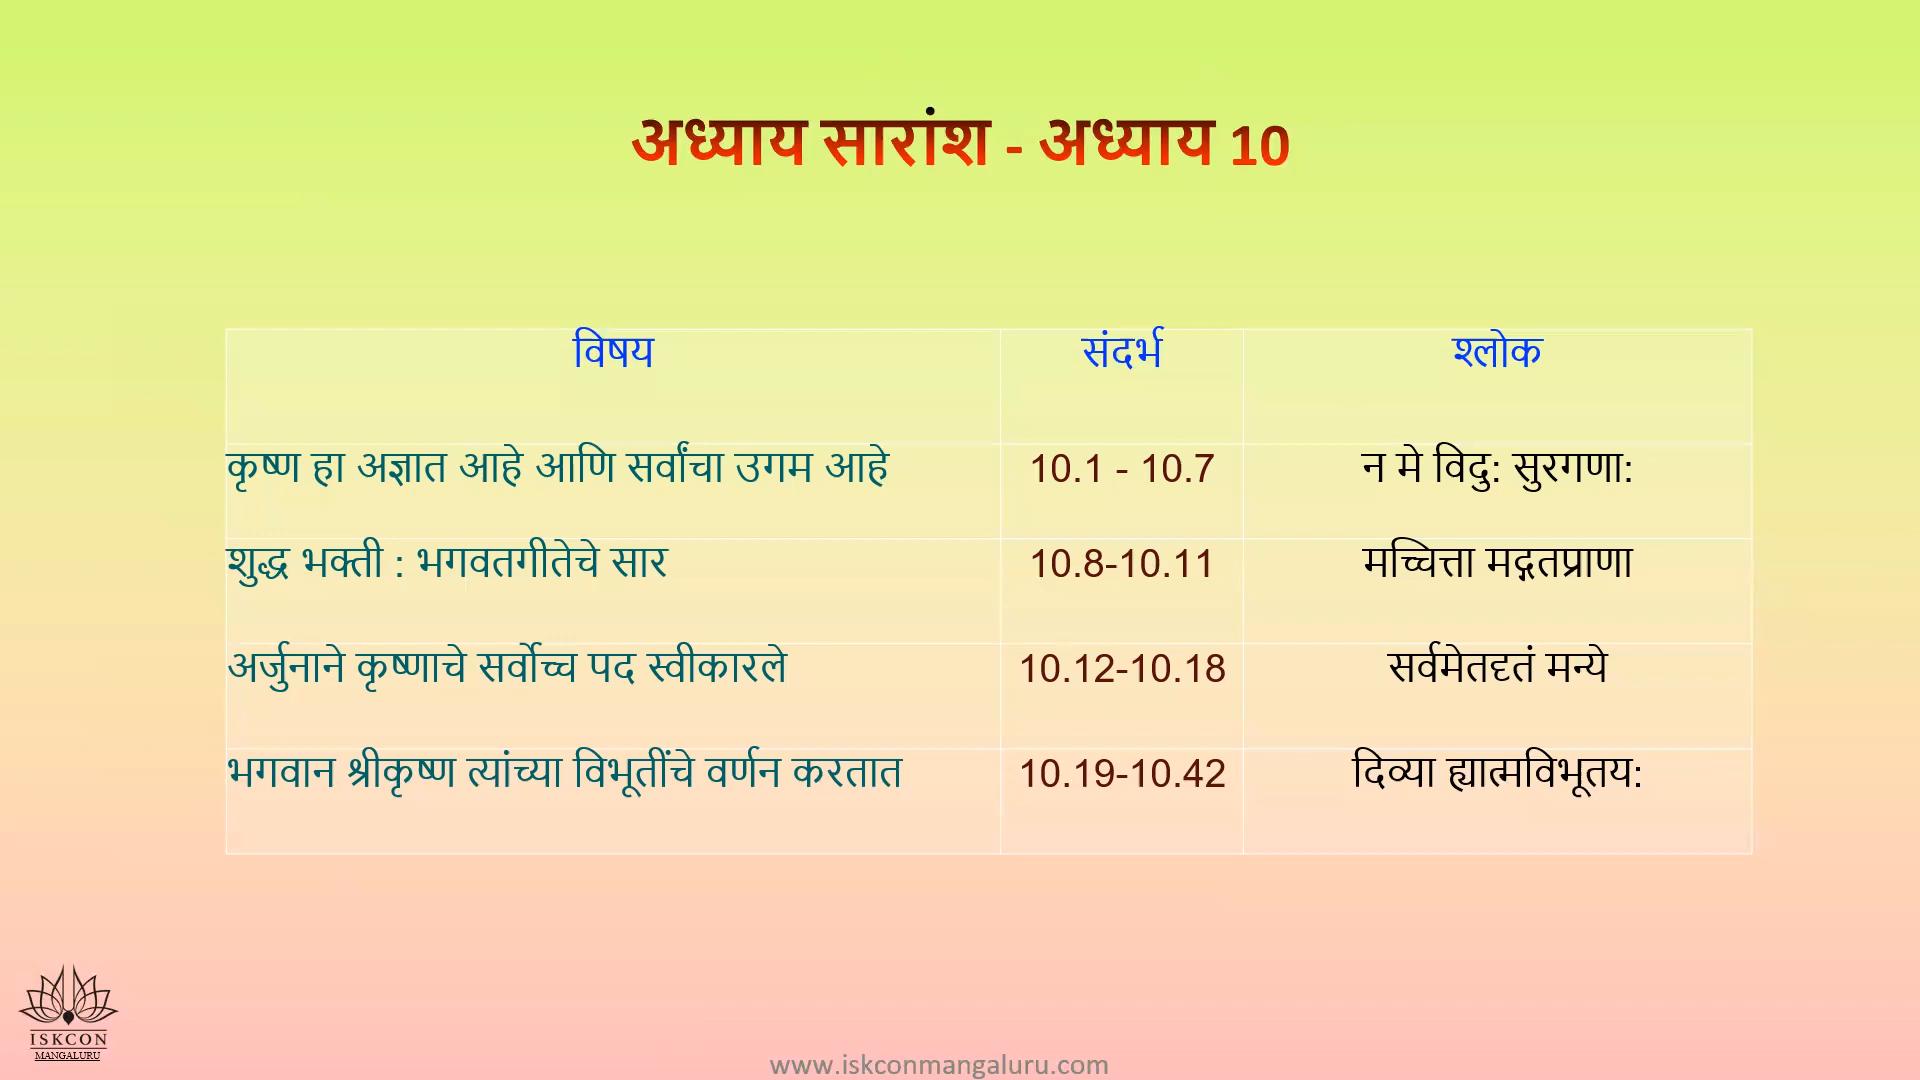 अध्याय सारांश - अध्याय 10
विषय संदर्भ श्लोक
कृष्ण हा अज्ञात आहे आणि सर्वांचा उगम आहे 10.1 - 10.7 न मे विदु: सुरगणा:
शुद्ध भक्ती : भगवतगीतेचे सार 10.8-10.11 मच्चित्ता मद्गतप्राणा
अर्जुनाने कृष्णाचे सर्वोच्च पद स्वीकारले 10.12-10.18 सर्वमेतदृतं मन्ये
भगवान श्रीकृष्ण त्यांच्या विभूतींचे वर्णन करतात 10.19-10.42 दिव्या ह्यात्मविभूतय:
ISKCON
MANGALURU
www.iskconmangaluru.com